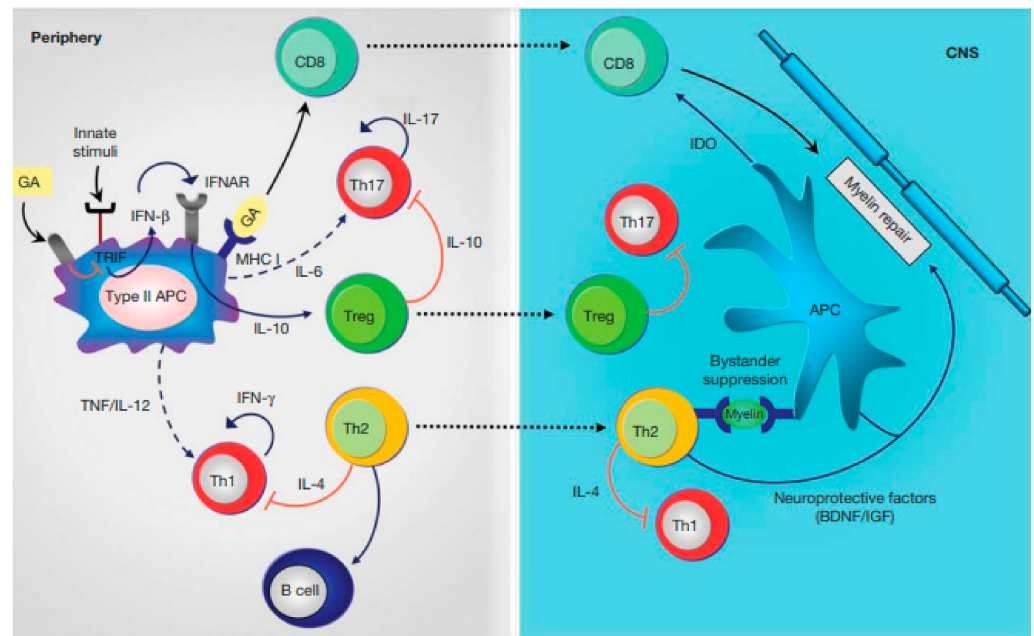 Periphery
CNS
CD8
CD8
Innate
stimuli
IL-17
GA
IFN-β
IFNAR
GA
Th17
IDO
Myelin repair
TRIF
MHC I
IL-6
IL-10
Th17
Type II APC
IL-10
Treg
Treg
APC
Bystander
suppression
TNF/IL-12
IFN-γ
Th2
Th2
Myelin
Th1
IL-4
IL-4
Th1
Neuroprotective factors
(BDNF/IGF)
B cell